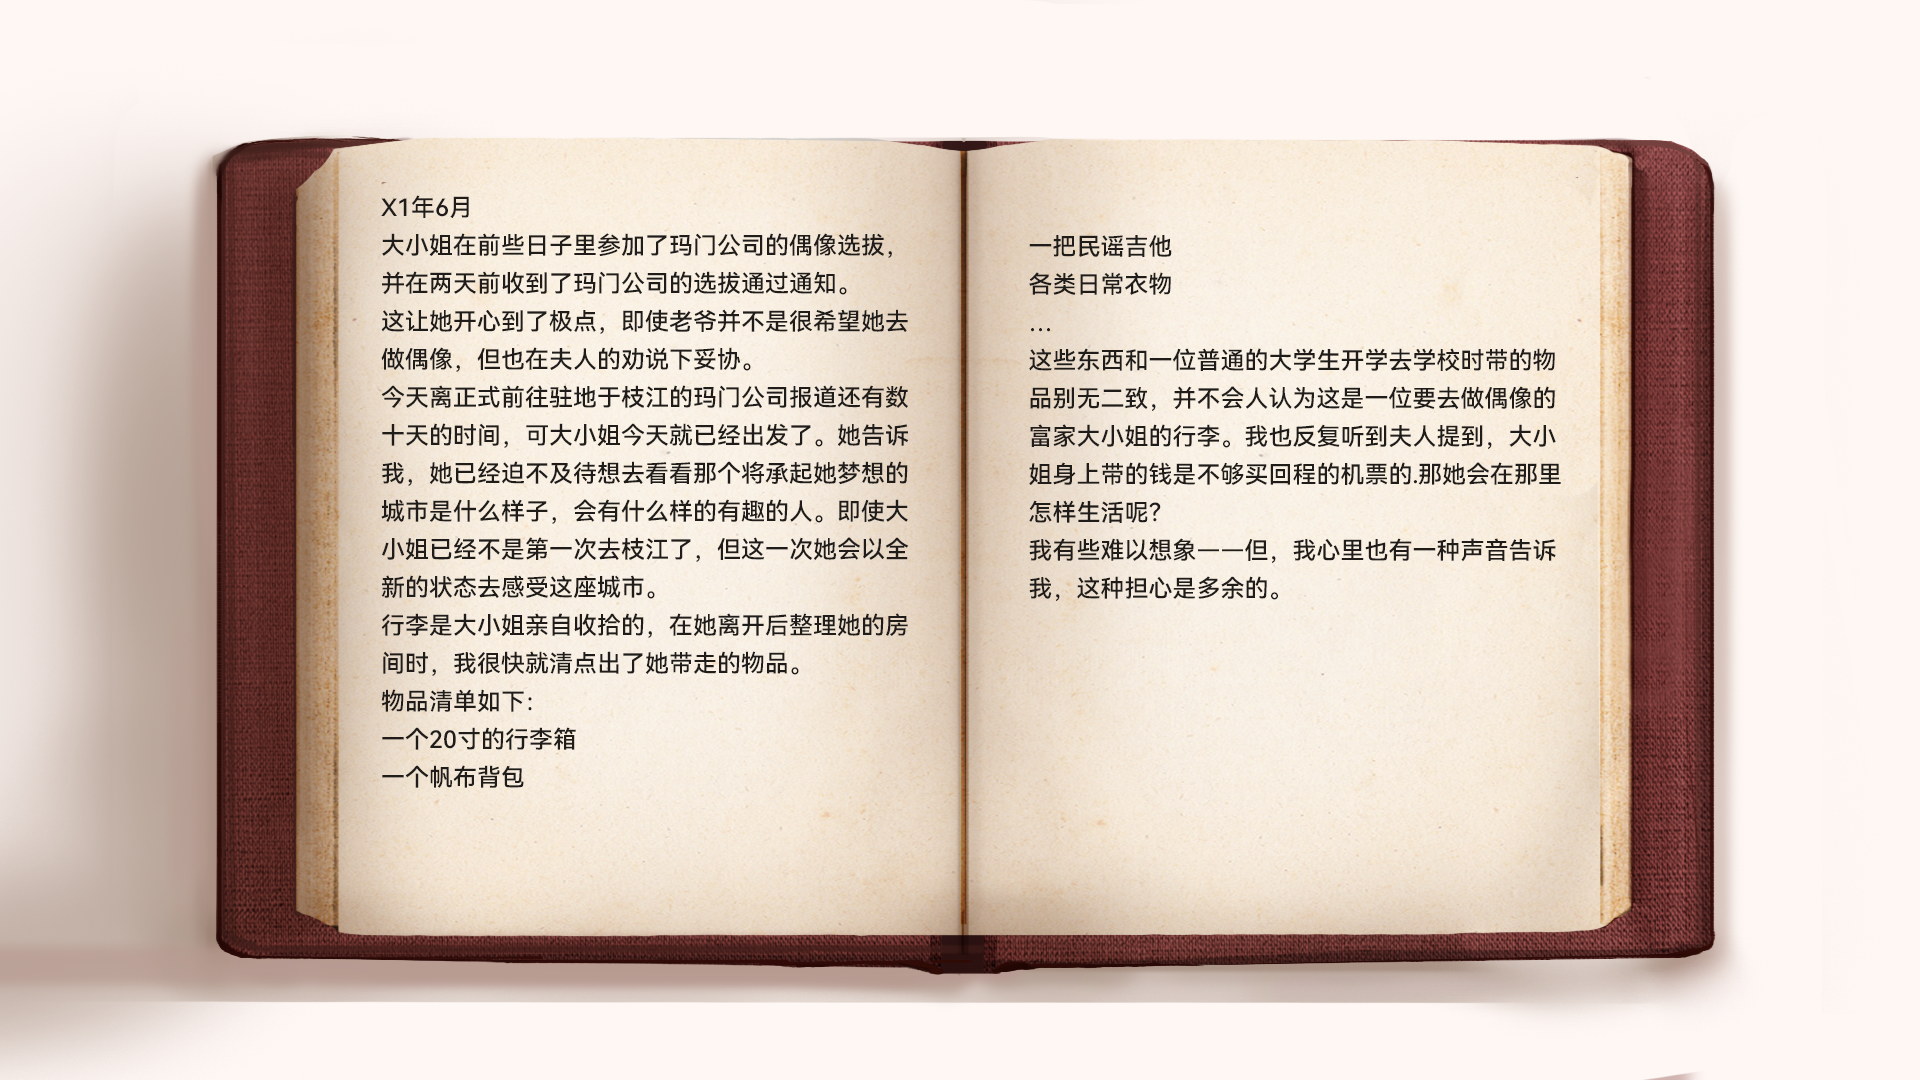 X1年6月
大小姐在前些日子里参加了玛门公司的偶像选拔，
并在两天前收到了玛门公司的选拔通过通知。
这让她开心到了极点，即使老爷并不是很希望她去
做偶像，但也在夫人的劝说下妥协。
今天离正式前往驻地于枝江的玛门公司报道还有数
十天的时间，可大小姐今天就已经出发了。她告诉
我，她已经迫不及待想去看看那个将承起她梦想的
城市是什么样子，会有什么样的有趣的人。即使大
小姐已经不是第一次去枝江了，但这一次她会以全
新的状态去感受这座城市。
行李是大小姐亲自收拾的，在她离开后整理她的房
间时，我很快就清点出了她带走的物品。
物品清单如下：
一个20寸的行李箱
一个帆布背包
一把民谣吉他
各类日常衣物
...
这些东西和一位普通的大学生开学去学校时带的物
品别无二致，并不会人认为这是一位要去做偶像的
富家大小姐的行李。我也反复听到夫人提到，大小
姐身上带的钱是不够买回程的机票的.那她会在那里
怎样生活呢？
我有些难以想象——但，我心里也有一种声音告诉
我，这种担心是多余的。